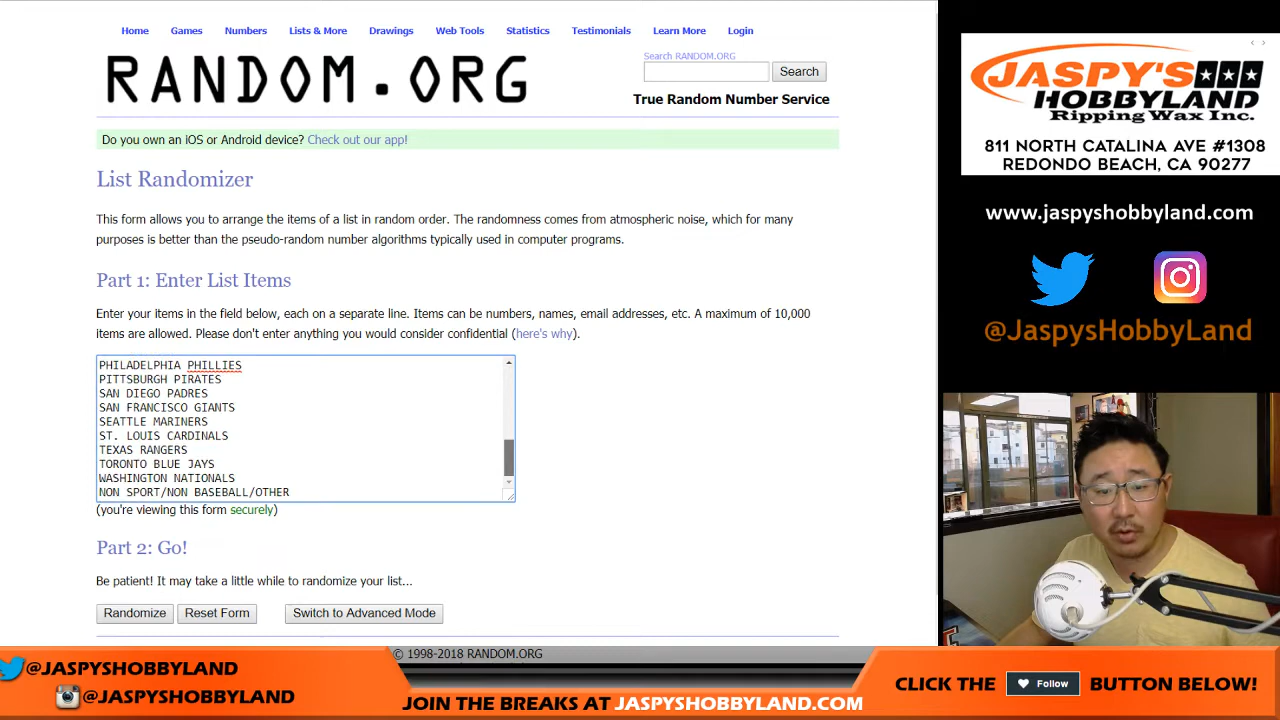 Home Games Numbers Lists & More Drawings Web Tools Statistics Testimonials Learn More Login
RANDOM.ORG
Search RANDOM.ORG
Search
True Random Number Service
Do you own an iOS or Android device? Check out our app!
List Randomizer
This form allows you to arrange the items of a list in random order. The randomness comes from atmospheric noise, which for many
purposes is better than the pseudo-random number algorithms typically used in computer programs.
Part 1: Enter List Items
Enter your items in the field below, each on a separate line. Items can be numbers, names, email addresses, etc. A maximum of 10,000
items are allowed. Please don't enter anything you would consider confidential (here's why).
PHILADELPHIA PHILLIES
PITTSBURGH PIRATES
SAN DIEGO PADRES
SAN FRANCISCO GIANTS
SEATTLE MARINERS
ST. LOUIS CARDINALS
TEXAS RANGERS
TORONTO BLUE JAYS
WASHINGTON NATIONALS
NON SPORT/NON BASEBALL/OTHER
(you're viewing this form securely)
Part 2: Go!
Be patient! It may take a little while to randomize your list...
Randomize Reset Form Switch to Advanced Mode
© 1998-2018 RANDOM.ORG
JASPY'S
HOBBYLAND
Ripping Wax Inc.
811 NORTH CATALINA AVE #1308
REDONDO BEACH, CA 90277
www.jaspyshobbyland.com
@JaspysHobbyLand
@JASPYSHOBBYLAND
@JASPYSHOBBYLAND
JOIN THE BREAKS AT JASPYSHOBBYLAND.COM
CLICK THE Follow BUTTON BELOW!